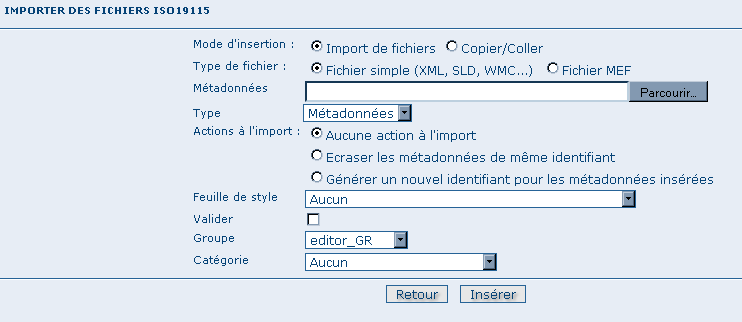 IMPORTER DES FICHIERS ISO19115
Mode d'insertion : Import de fichiers Copier/Coller
Type de fichier : Fichier simple (XML, SLD, WMC...) Fichier MEF
Métadonnées Parcourir...
Type Métadonnées
Actions à l'import : Aucune action à l'import
Ecraser les métadonnées de même identifiant
Générer un nouvel identifiant pour les métadonnées insérées
Feuille de style Aucun
Valider
Groupe editor_GR
Catégorie Aucun
Retour Insérer